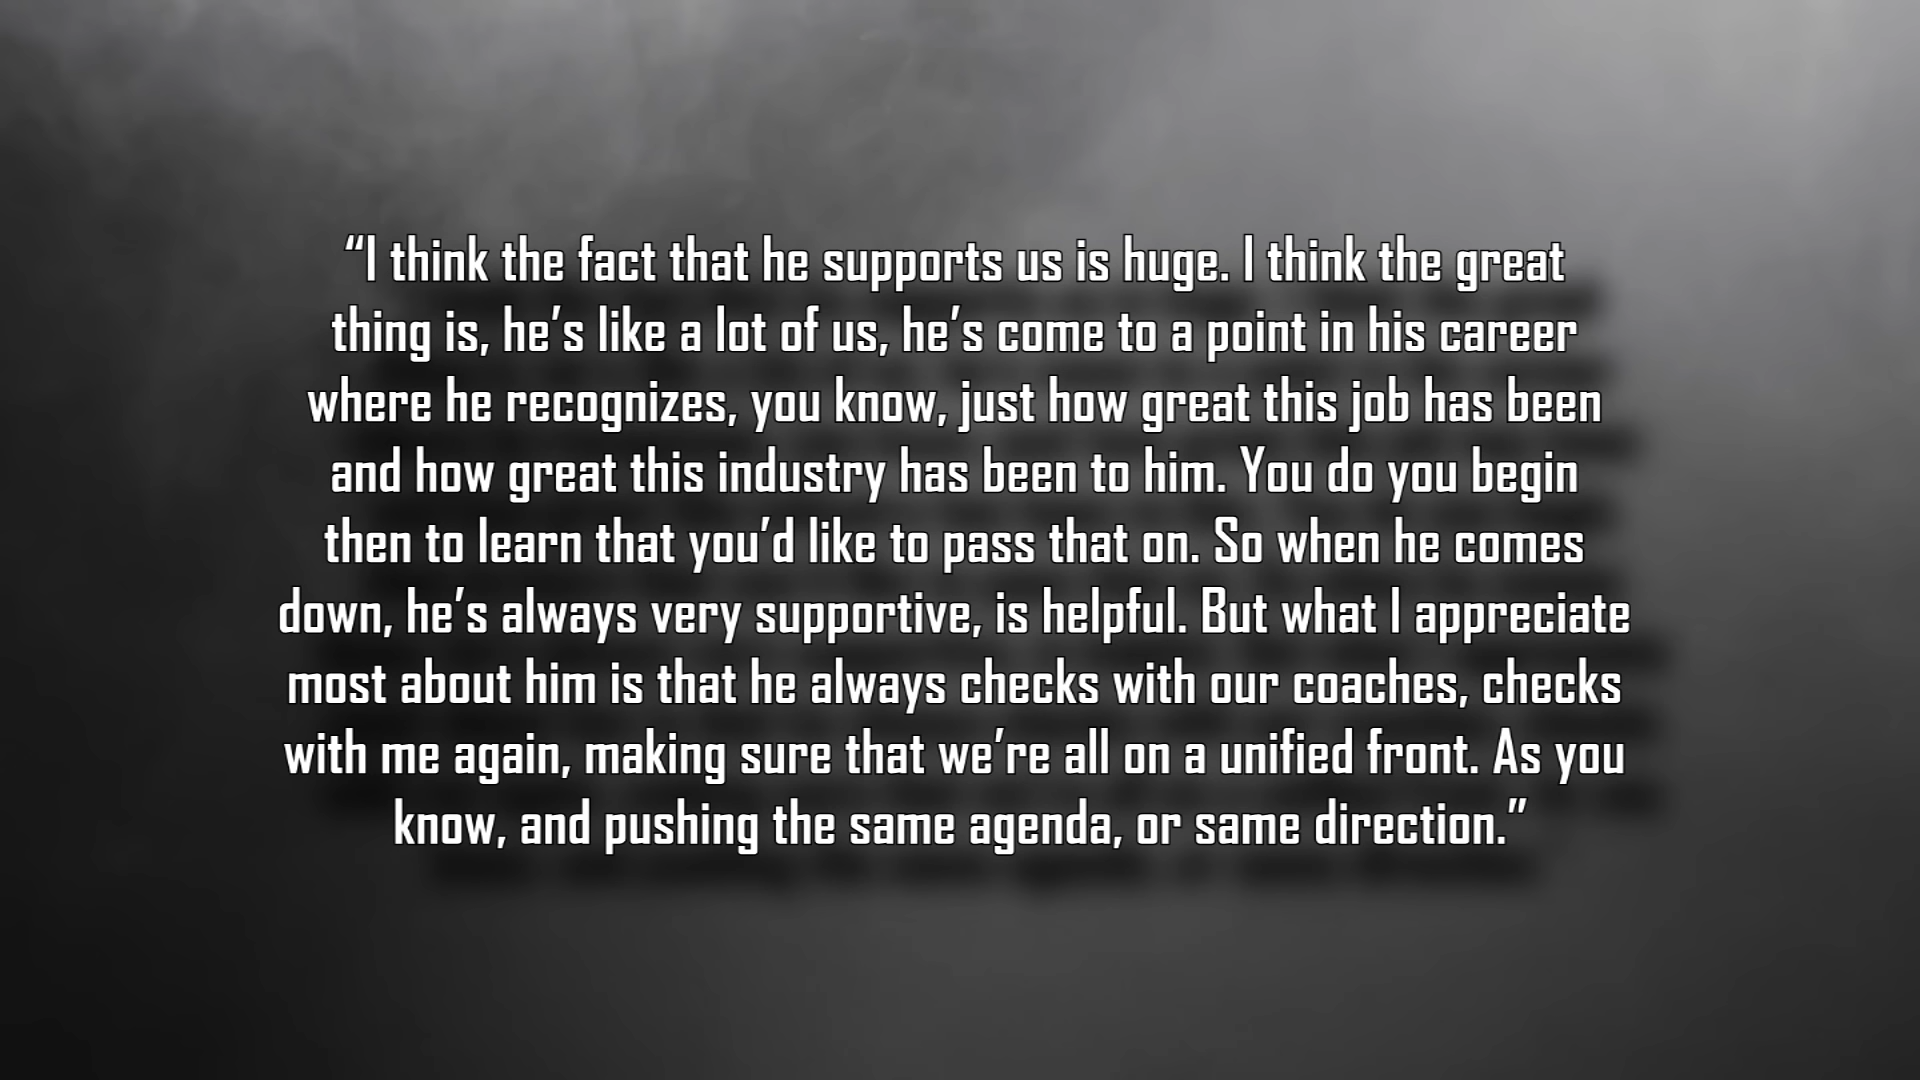 “I think the fact that he supports us is huge. I think the great
thing is, he’s like a lot of us, he’s come to a point in his career
where he recognizes, you know, just how great this job has been
and how great this industry has been to him. You do you begin
then to learn that you’d like to pass that on. So when he comes
down, he’s always very supportive, is helpful. But what I appreciate
most about him is that he always checks with our coaches, checks
with me again, making sure that we’re all on a unified front. As you
know, and pushing the same agenda, or same direction.”